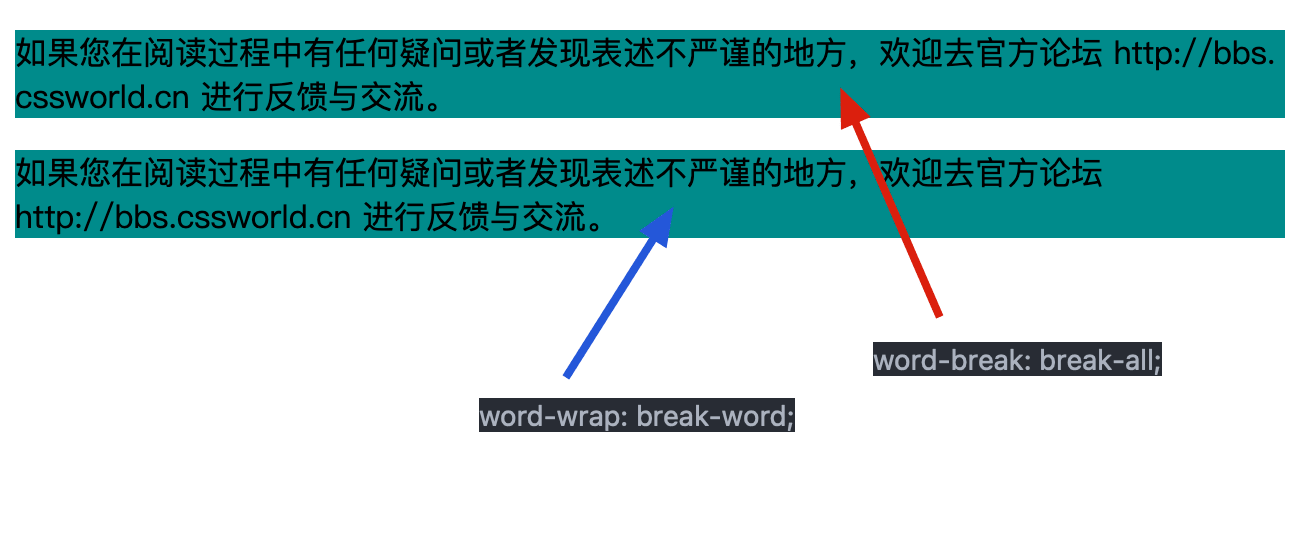 如果您在阅读过程中有任何疑问或者发现表述不严谨的地方，欢迎去官方论坛 http://bbs.
cssworld.cn 进行反馈与交流。
如果您在阅读过程中有任何疑问或者发现表述不严谨的地方，欢迎去官方论坛
http://bbs.cssworld.cn 进行反馈与交流。
word-break: break-all;
word-wrap: break-word;